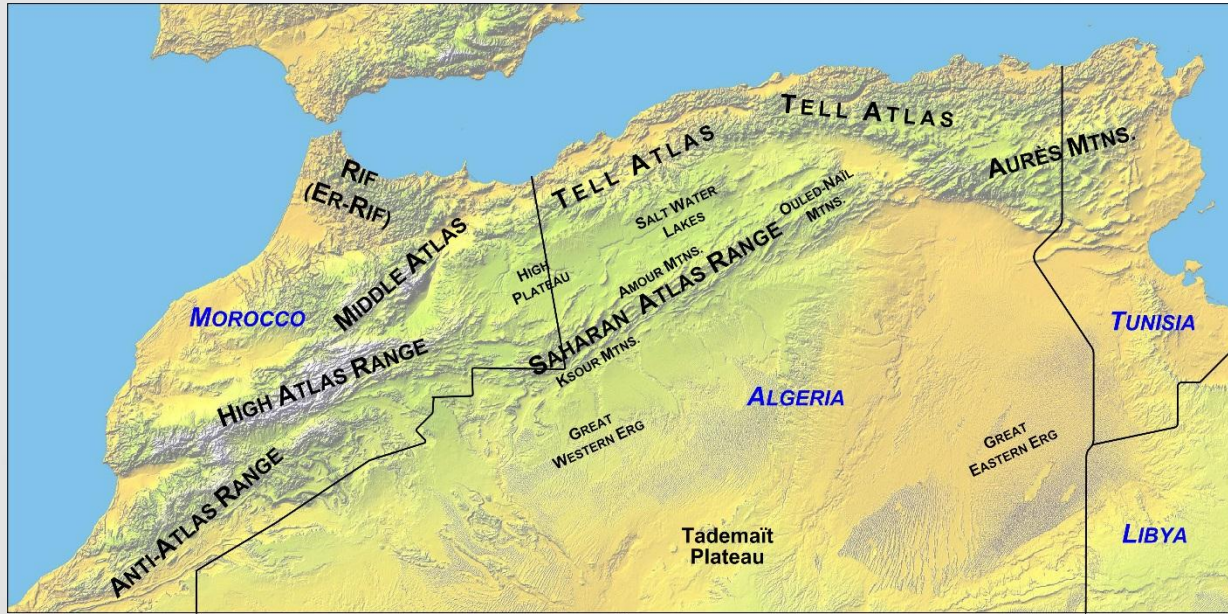 TELL ATLAS
TELL ATLAS
AURÈS MTNS.
RIF
(ER-RIF)
OULED-NAÏL
MTNS.
SALT WATER
LAKES
MIDDLE ATLAS
HIGH
PLATEAU
AMOUR MTNS.
SAHARAN ATLAS RANGE
MOROCCO
TUNISIA
KSOUR MTNS.
HIGH ATLAS RANGE
ALGERIA
GREAT
WESTERN ERG
GREAT
EASTERN ERG
ANTI-ATLAS RANGE
Tademaït
Plateau
LIBYA